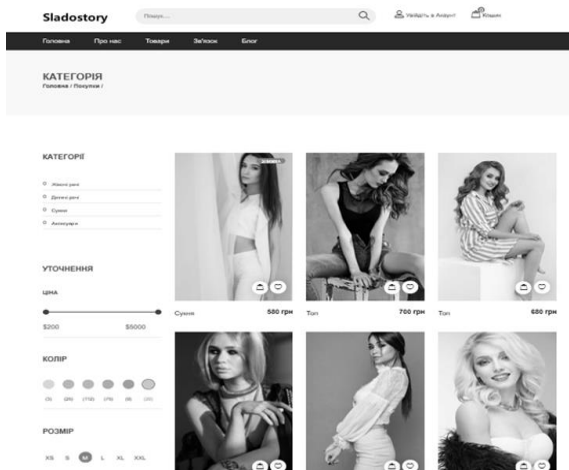 Sladostory
Пошук...
Увійдіть в Акаунт
Кошик
Головна Про нас Товари Зв'язок Блог
КАТЕГОРІЯ
Головна / Покупки /
КАТЕГОРІЇ
Жіночі речі
Дитячі речі
Сукня
Аксесуари
УТОЧНЕННЯ
ЦІНА
$200 $5000
КОЛІР
РОЗМІР
XS S M L XL XXL
Сукня 580 грн
Топ 700 грн
Топ 680 грн